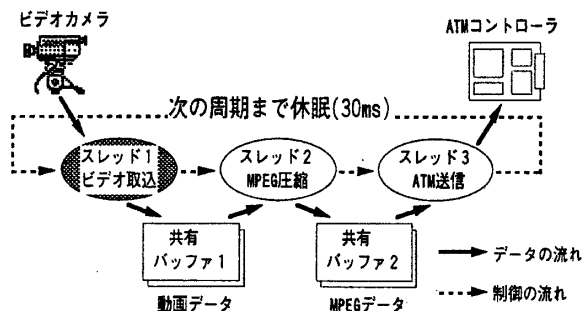 ビデオカメラ
ATMコントローラ
次の周期まで休眠(30ms)
スレッド1
ビデオ取込
スレッド2
MPEG圧縮
スレッド3
ATM送信
共有
バッファ1
共有
バッファ2
動画データ
MPEGデータ
データの流れ
制御の流れ